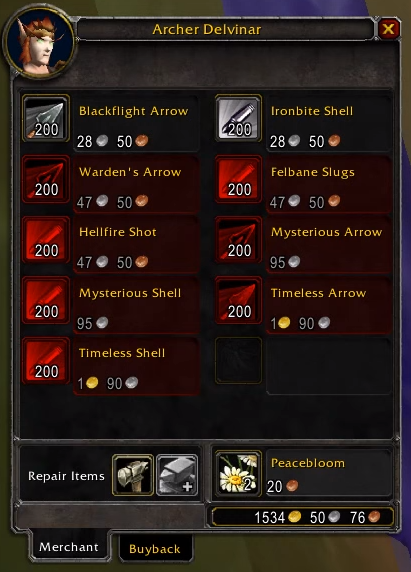 Archer Delvinar
200 Blackflight Arrow
28 50
200 Ironbite Shell
28 50
200 Warden's Arrow
47 50
200 Felbane Slugs
47 50
200 Hellfire Shot
47 50
200 Mysterious Arrow
95
200 Mysterious Shell
95
200 Timeless Arrow
1 90
200 Timeless Shell
1 90
Repair Items
2 Peacebloom
20
1534 50 76
Merchant
Buyback